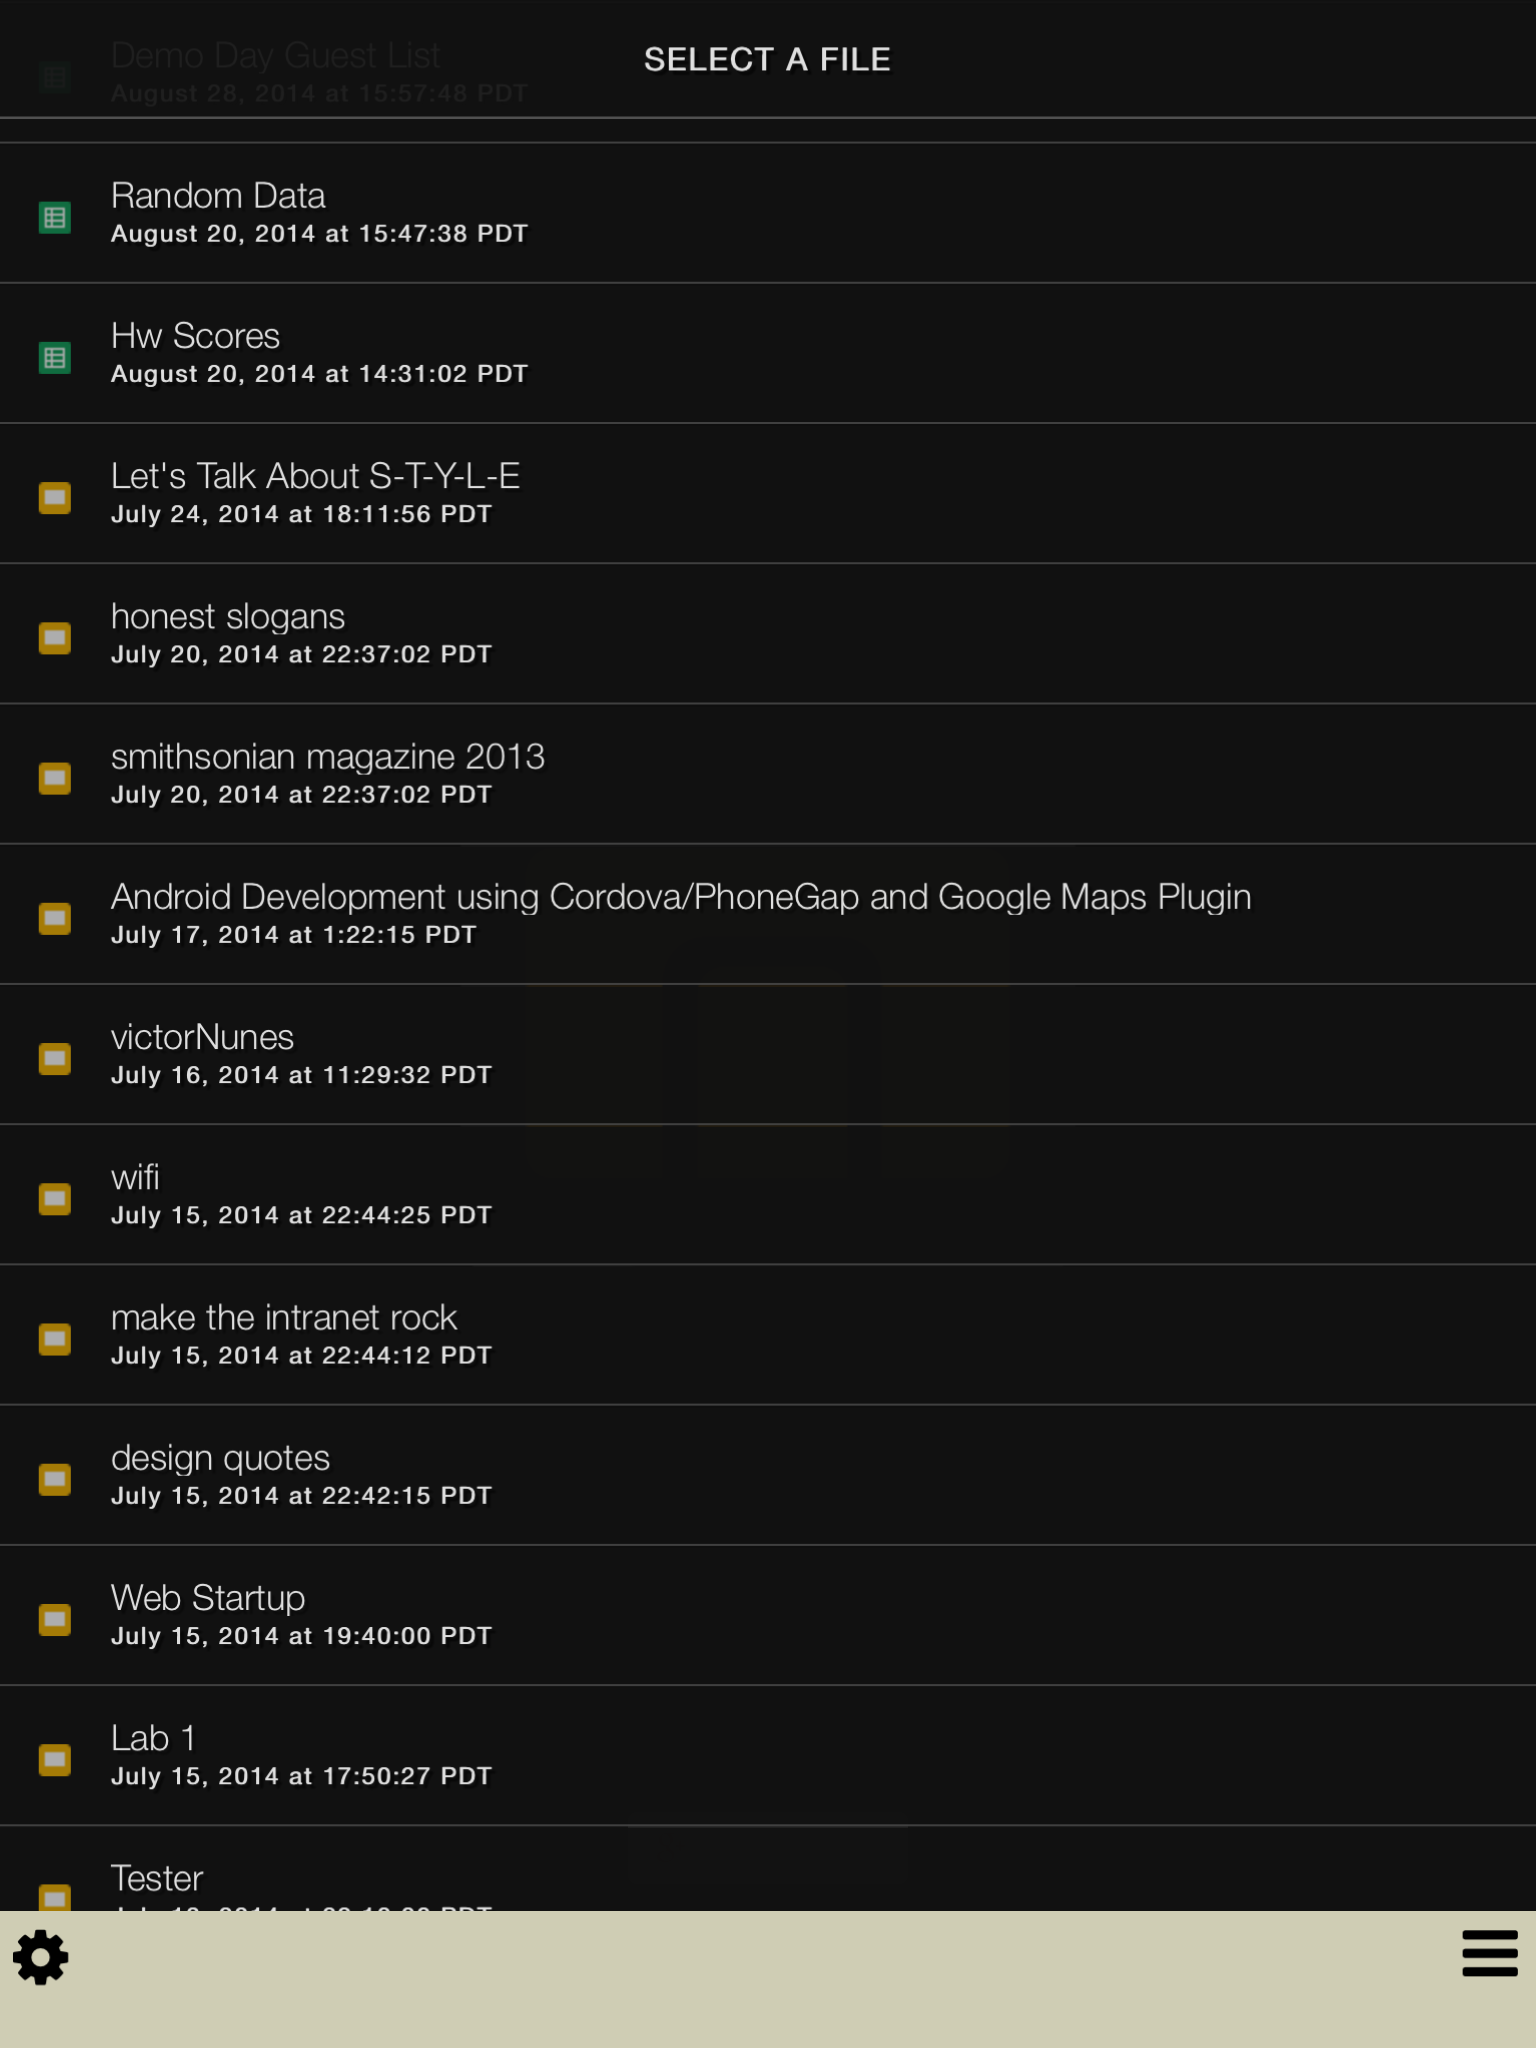 Demo Day Guest List
August 28, 2014 at 15:57:48 PDT
SELECT A FILE
Random Data
August 20, 2014 at 15:47:38 PDT
Hw Scores
August 20, 2014 at 14:31:02 PDT
Let's Talk About S-T-Y-L-E
July 24, 2014 at 18:11:56 PDT
honest slogans
July 20, 2014 at 22:37:02 PDT
smithsonian magazine 2013
July 20, 2014 at 22:37:02 PDT
Android Development using Cordova/PhoneGap and Google Maps Plugin
July 17, 2014 at 1:22:15 PDT
victorNunes
July 16, 2014 at 11:29:32 PDT
wifi
July 15, 2014 at 22:44:25 PDT
make the intranet rock
July 15, 2014 at 22:44:12 PDT
design quotes
July 15, 2014 at 22:42:15 PDT
Web Startup
July 15, 2014 at 19:40:00 PDT
Lab 1
July 15, 2014 at 17:50:27 PDT
Tester